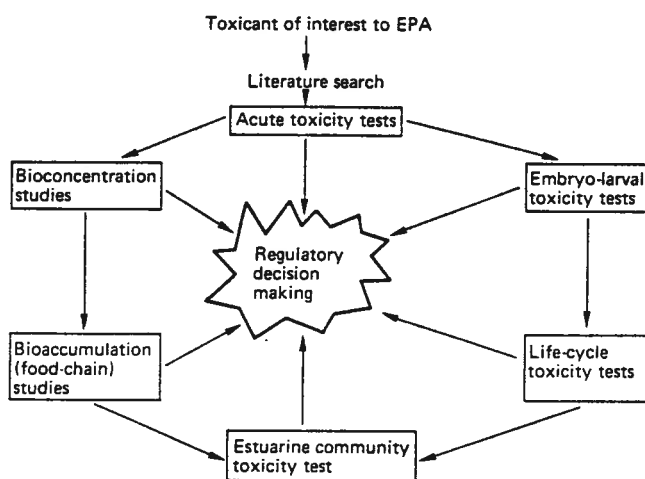 Toxicant of interest to EPA
Literature search
Acute toxicity tests
Bioconcentration
studies
Embryo-larval
toxicity tests
Regulatory
decision
making
Bioaccumulation
(food-chain)
studies
Life-cycle
toxicity tests
Estuarine community
toxicity test